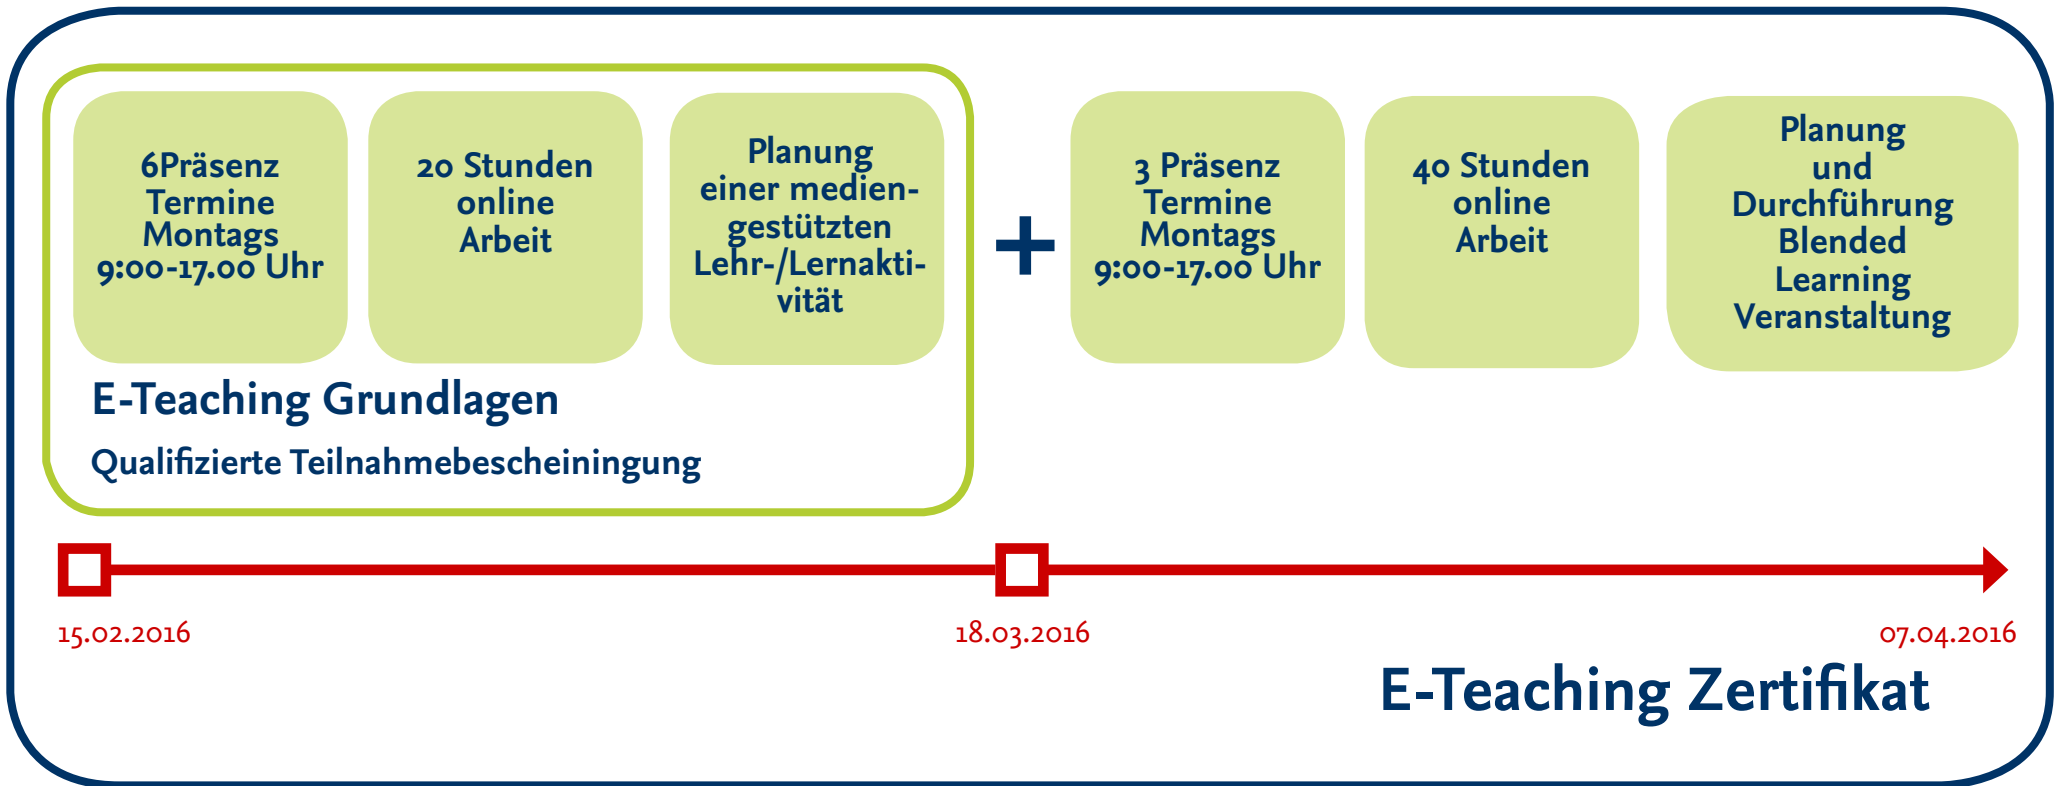 6Präsenz
Termine
Montags
9:00-17.00 Uhr
20 Stunden
online
Arbeit
Planung
einer medien-
gestützten
Lehr-/Lernakti-
vität
E-Teaching Grundlagen
Qualifizierte Teilnahmebescheiningung
+
3 Präsenz
Termine
Montags
9:00-17.00 Uhr
40 Stunden
online
Arbeit
Planung
und
Durchführung
Blended
Learning
Veranstaltung
15.02.2016
18.03.2016
07.04.2016
E-Teaching Zertifikat